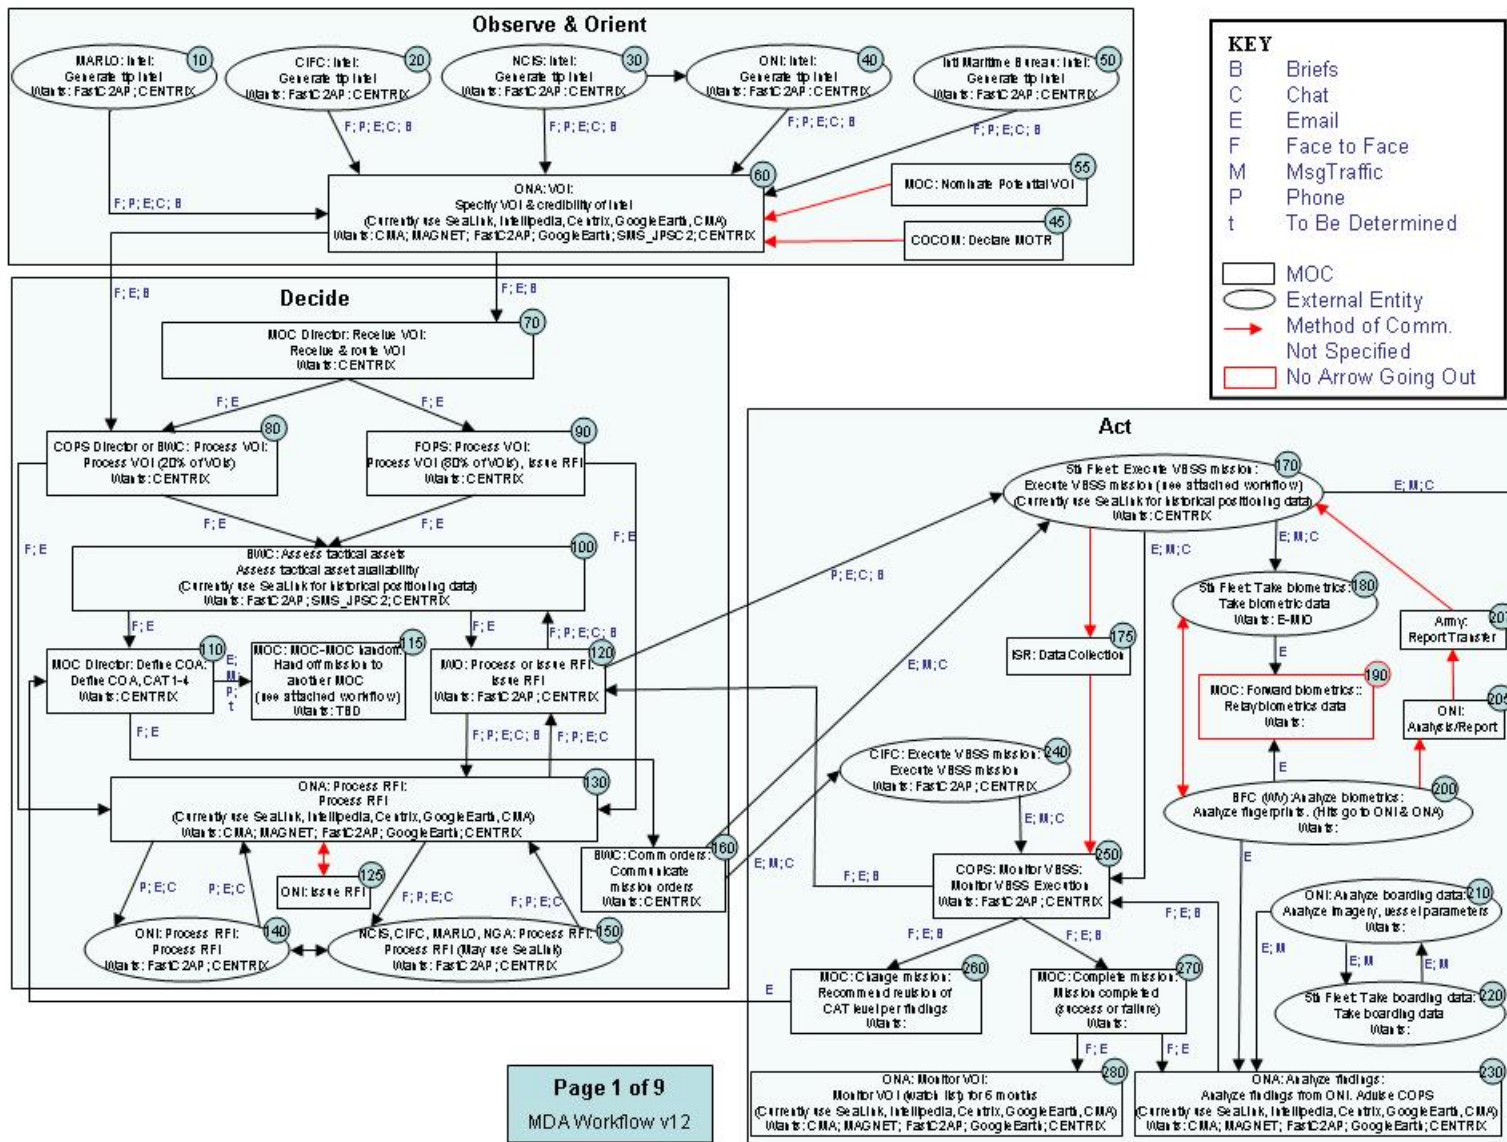 Observe & Orient
MARLO: Intel:
Generate tip Intel
Wants: FastC2AP; CENTRIX
10
CIFC: Intel:
Generate tip Intel
Wants: FastC2AP: CENTRIX
20
NCIS: Intel:
Generate tip Intel
Wants: FastC2AP: CENTRIX
30
ONI: Intel:
Generate tip Intel
Wants: FastC2AP: CENTRIX
40
Intl Maritime Bureau: Intel:
Generate tip Intel
Wants: FastC2AP; CENTRIX
50
F; P; E;C; B
F; P; E;C; B
F; P; E;C; B
F; P; E;C; B
F; P; E;C; B
ONA: VOI:
Specify VOI & credibility of Intel
(Currently use SeaLink, Intellipedia, Centrix, GoogleEarth, CMA)
Wants: CMA; MAGNET; FastC2AP; GoogleEarth; SMS_JPSC2; CENTRIX
60
MOC: Nominate Potential VOI
55
COCOM: Declare MOTR
45
KEY
B Briefs
C Chat
E Email
F Face to Face
M MsgTraffic
P Phone
t To Be Determined
MOC
External Entity
Method of Comm.
Not Specified
No Arrow Going Out
Decide
F; E; B
F; E; B
MOC Director: Receive VOI:
Receive & route VOI
Wants: CENTRIX
70
F; E
F; E
COPS Director or BWC: Process VOI:
Process VOI (20% of VOIs)
Wants: CENTRIX
80
FOPS: Process VOI:
Process VOI (80% of VOIs), Issue RFI
Wants: CENTRIX
90
F; E
F; E
F; E
F; E
BWC: Assess tactical assets
Assess tactical asset availability
(Currently use SeaLink for historical positioning data)
Wants: FastC2AP; SMS_JPSC2; CENTRIX
100
F; E
F; E
F; P; E;C; B
MOC Director: Define COA:
Define COA, CAT 1-4
Wants: CENTRIX
110
E;
M;
P;
t
MOC: MOC-MOC handoff:
Hand off mission to
another MOC
(see attached workflow)
Wants: TBD
115
IWO: Process or Issue RFI:
Issue RFI
Wants: FastC2AP; CENTRIX
120
F; E
F; P; E;C; B
F; P; E;C
ONA: Process RFI:
Process RFI
(Currently use SeaLink, Intellipedia, Centrix, GoogleEarth, CMA)
Wants: CMA; MAGNET; FastC2AP; GoogleEarth; CENTRIX
130
P; E;C
P; E;C
ONI: Issue RFI
125
F; P; E;C
F; P; E;C
ONI: Process RFI:
Process RFI
Wants: FastC2AP; CENTRIX
140
NCIS, CIFC, MARLO, NGA: Process RFI:
Process RFI (May use SeaLink)
Wants: FastC2AP; CENTRIX
150
BWC: Comm orders:
Communicate
mission orders
Wants: CENTRIX
160
Act
5th Fleet: Execute VBSS mission:
Execute VBSS mission (see attached workflow)
(Currently use SeaLink for historical positioning data)
Wants: CENTRIX
170
E; M; C
P; E;C; B
E; M; C
E; M; C
E; M; C
E; M; C
5th Fleet: Take biometrics:
Take biometric data
Wants: E-MIO
180
Army:
Report Transfer
207
ISR: Data Collection
175
E
MOC: Forward biometrics::
Relay biometrics data
Wants:
190
ONI:
Analysis/Report
205
CIFC: Execute VBSS mission:
Execute VBSS mission
Wants: FastC2AP; CENTRIX
240
E
BFC (WV): Analyze biometrics:
Analyze fingerprints. (Hits go to ONI & ONA)
Wants:
200
E; M; C
E
F; E; B
COPS: Monitor VBSS:
Monitor VBSS Execution
Wants: FastC2AP; CENTRIX
250
F; E; B
ONI: Analyze boarding data:
Analyze imagery, vessel parameters
Wants:
210
F; E; B
F; E; B
E; M
E; M
E; M
E
MOC: Change mission:
Recommend revision of
CAT level per findings
Wants:
260
MOC: Complete mission:
Mission completed
(success or failure)
Wants:
270
5th Fleet: Take boarding data:
Take boarding data
Wants:
220
F; E
F; E
ONA: Monitor VOI:
Monitor VOI (watch list) for 6 months
(Currently use SeaLink, Intellipedia, Centrix, GoogleEarth, CMA)
Wants: CMA; MAGNET; FastC2AP; GoogleEarth; CENTRIX
280
ONA: Analyze findings:
Analyze findings from ONI. Advise COPS
(Currently use SeaLink, Intellipedia, Centrix, GoogleEarth, CMA)
Wants: CMA; MAGNET; FastC2AP; GoogleEarth; CENTRIX
230
Page 1 of 9
MDA Workflow v12